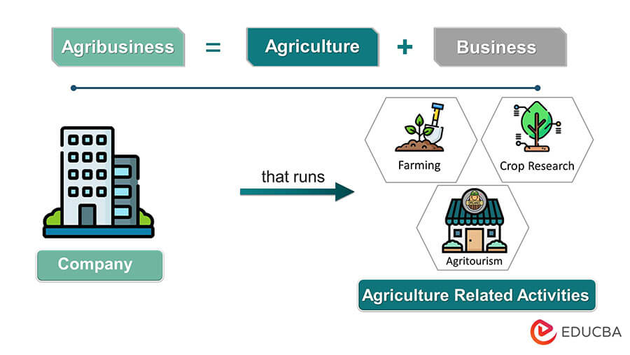 Agribusiness = Agriculture + Business
that runs
Farming
Crop Research
Agritourism
Company
Agriculture Related Activities
EDUCBA